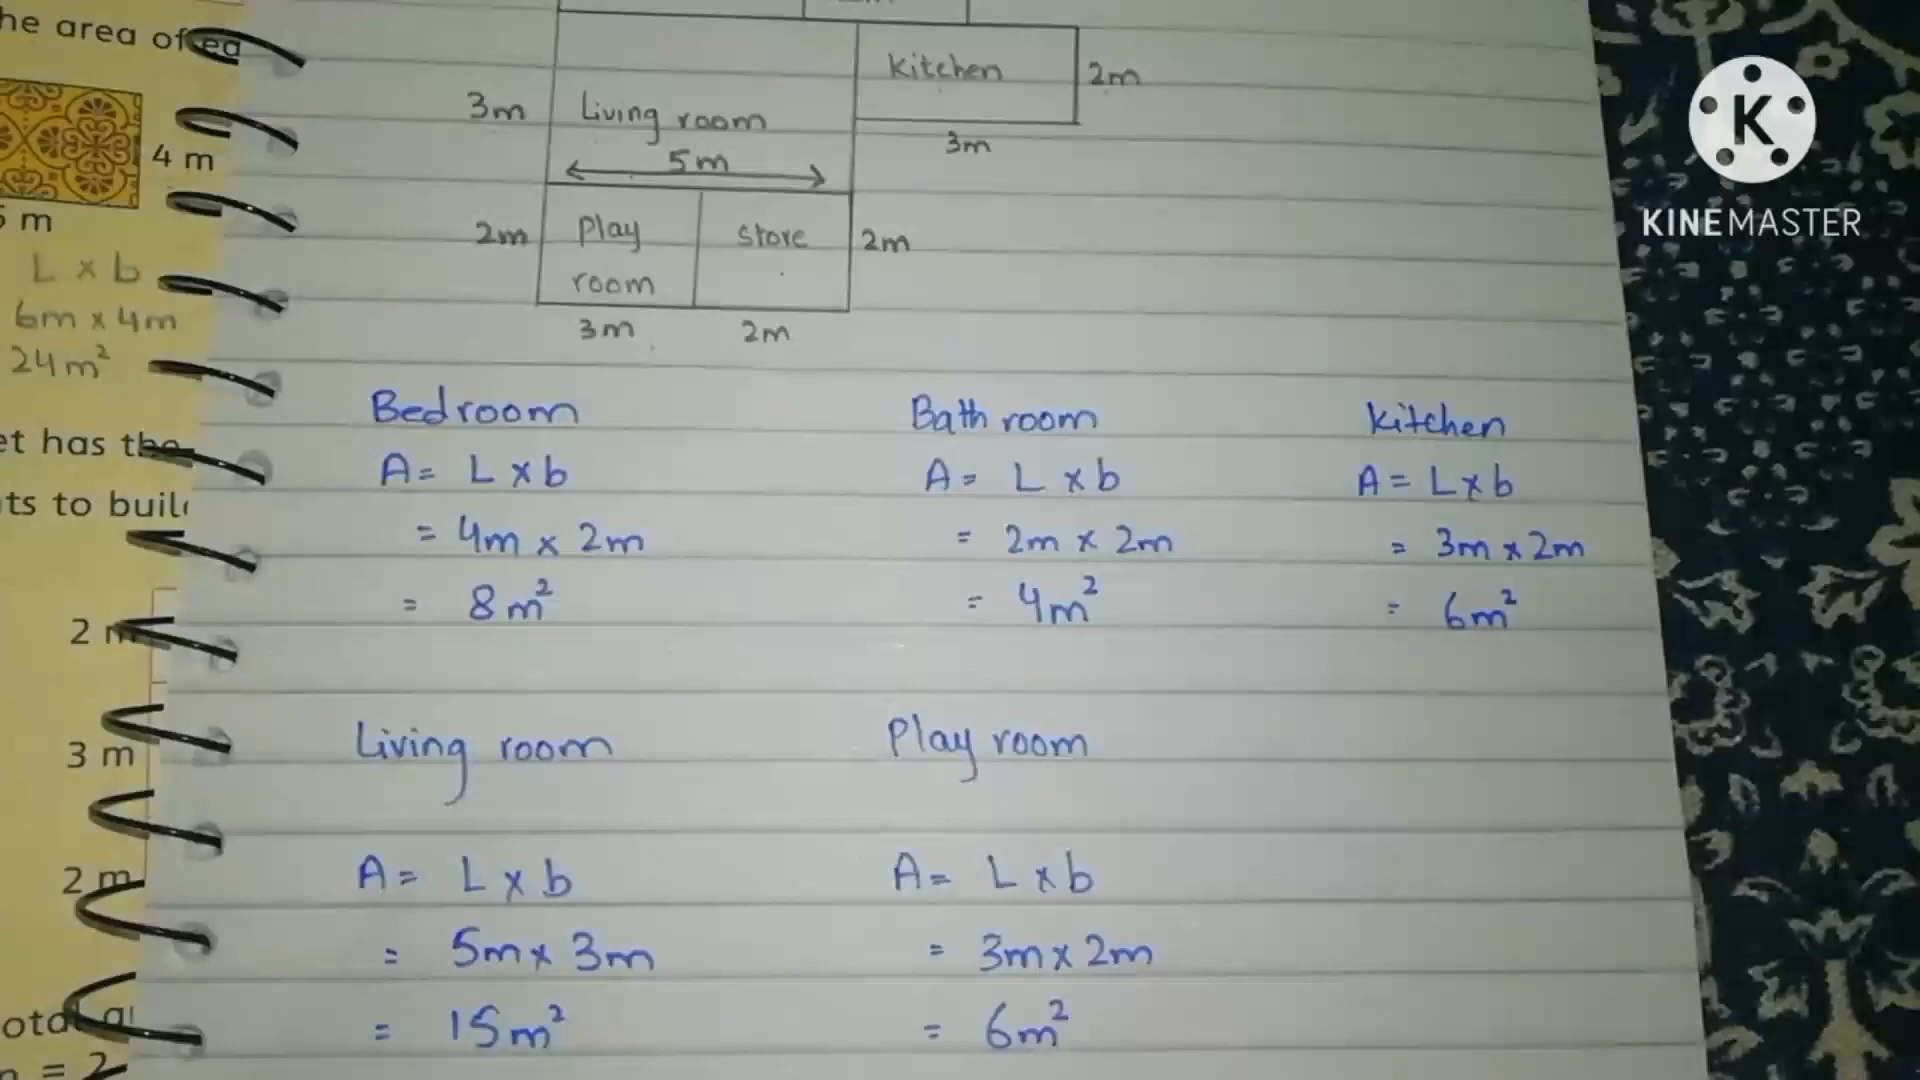 he area of ea
4 m
m
L x b
6m x 4m
24m²
et has the
ts to buil
2 m
3 m
2 m
= 2
Kitchen
2m
3m
3m
Living room
5m
2m
Play
room
store
2m
3m
2m
Bedroom
A = L x b
= 4m x 2m
= 8m²
Bath room
A = L x b
= 2m x 2m
= 4m²
Kitchen
A = L x b
= 3m x 2m
= 6m²
Living room
A = L x b
= 5m x 3m
= 15m²
Play room
A = L x b
= 3m x 2m
= 6m²
K
KINEMASTER